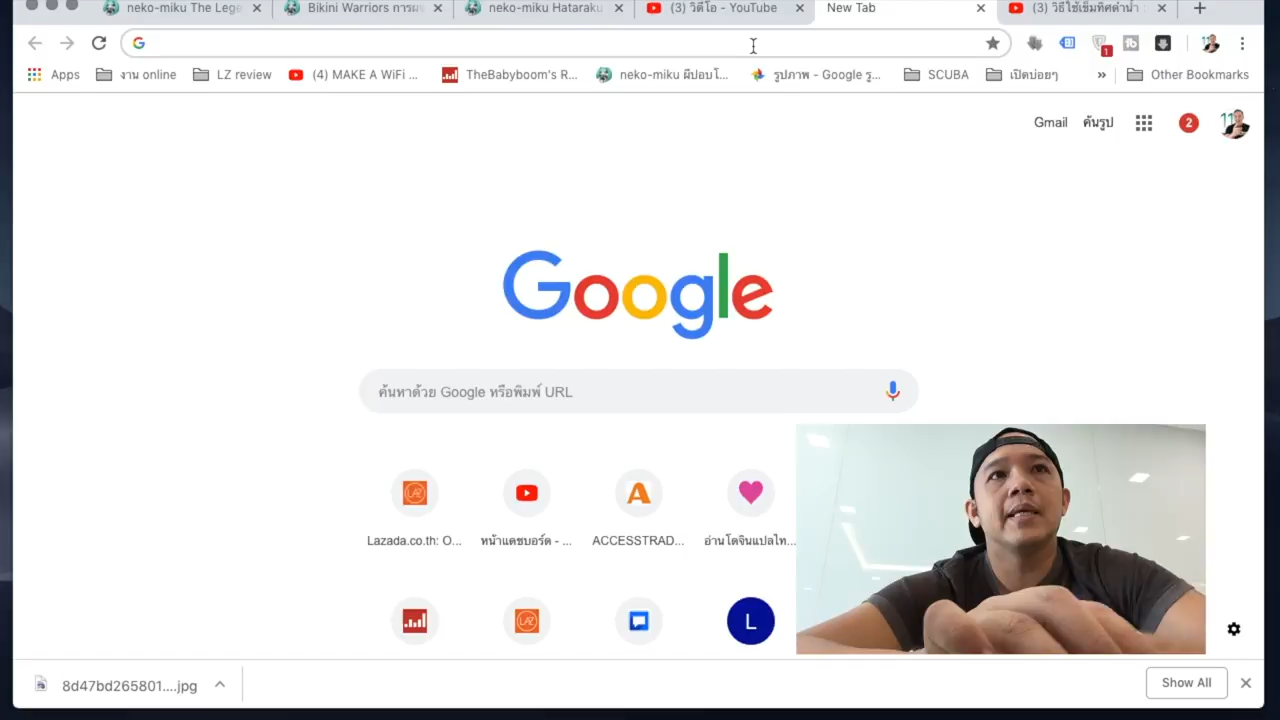 neko-miku The Lege
Bikini Warriors การผจ
neko-miku Hataraku
(3) วิดีโอ - YouTube
New Tab
(3) วิธีใช้เข็มทิศดำน้ำ
Apps
งาน online
LZ review
(4) MAKE A WiFi ...
TheBabyboom's R...
neko-miku ผีปอบโ...
รูปภาพ - Google รู...
SCUBA
เปิดบ่อยๆ
»
Other Bookmarks
Gmail
ค้นรูป
2
Google
ค้นหาด้วย Google หรือพิมพ์ URL
Lazada.co.th: O...
หน้าแดชบอร์ด - ...
ACCESSTRAD...
อ่านโดจินแปลไท...
L
8d47bd265801....jpg
Show All